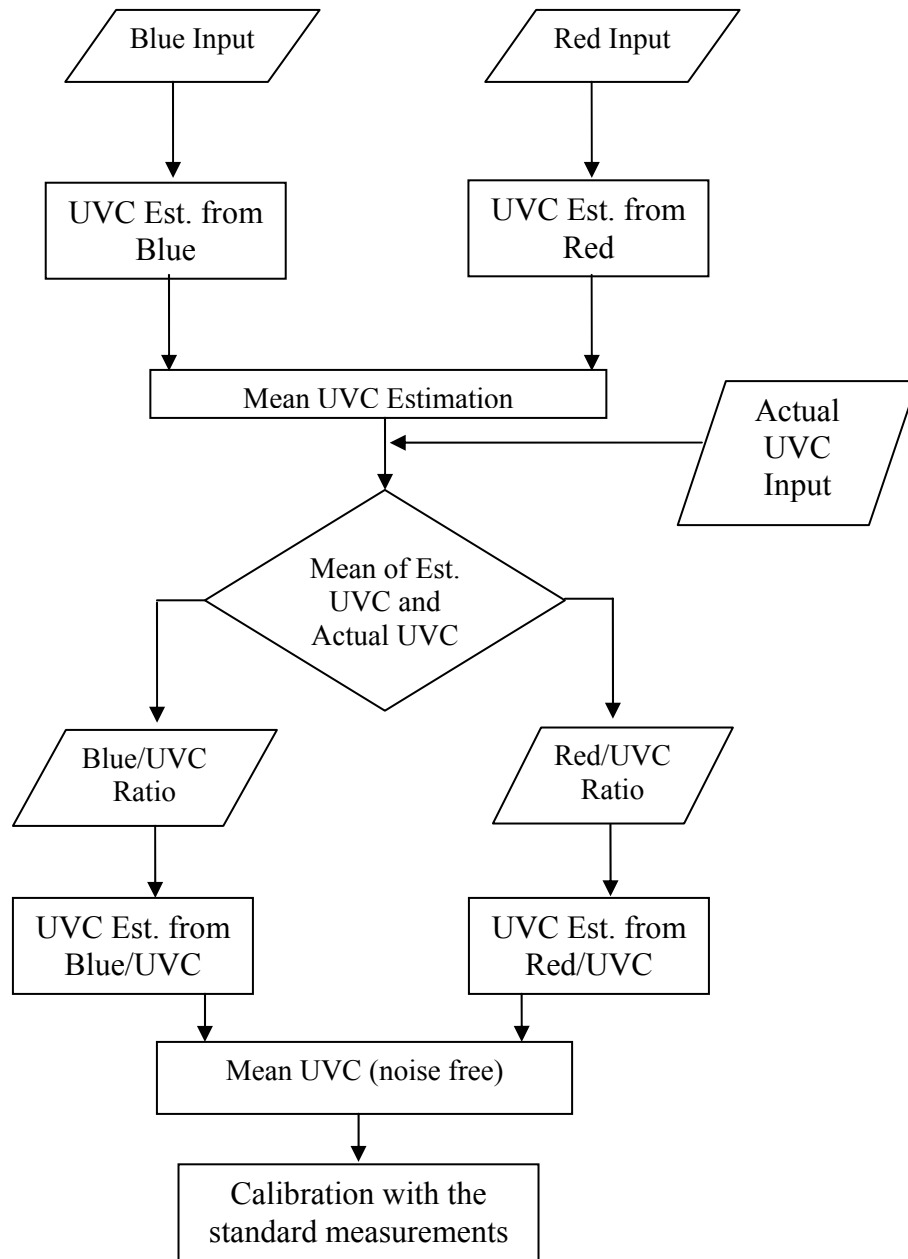 Blue Input
Red Input
UVC Est. from
Blue
UVC Est. from
Red
Mean UVC Estimation
Actual
UVC
Input
Mean of Est.
UVC and
Actual UVC
Blue/UVC
Ratio
Red/UVC
Ratio
UVC Est. from
Blue/UVC
UVC Est. from
Red/UVC
Mean UVC (noise free)
Calibration with the
standard measurements